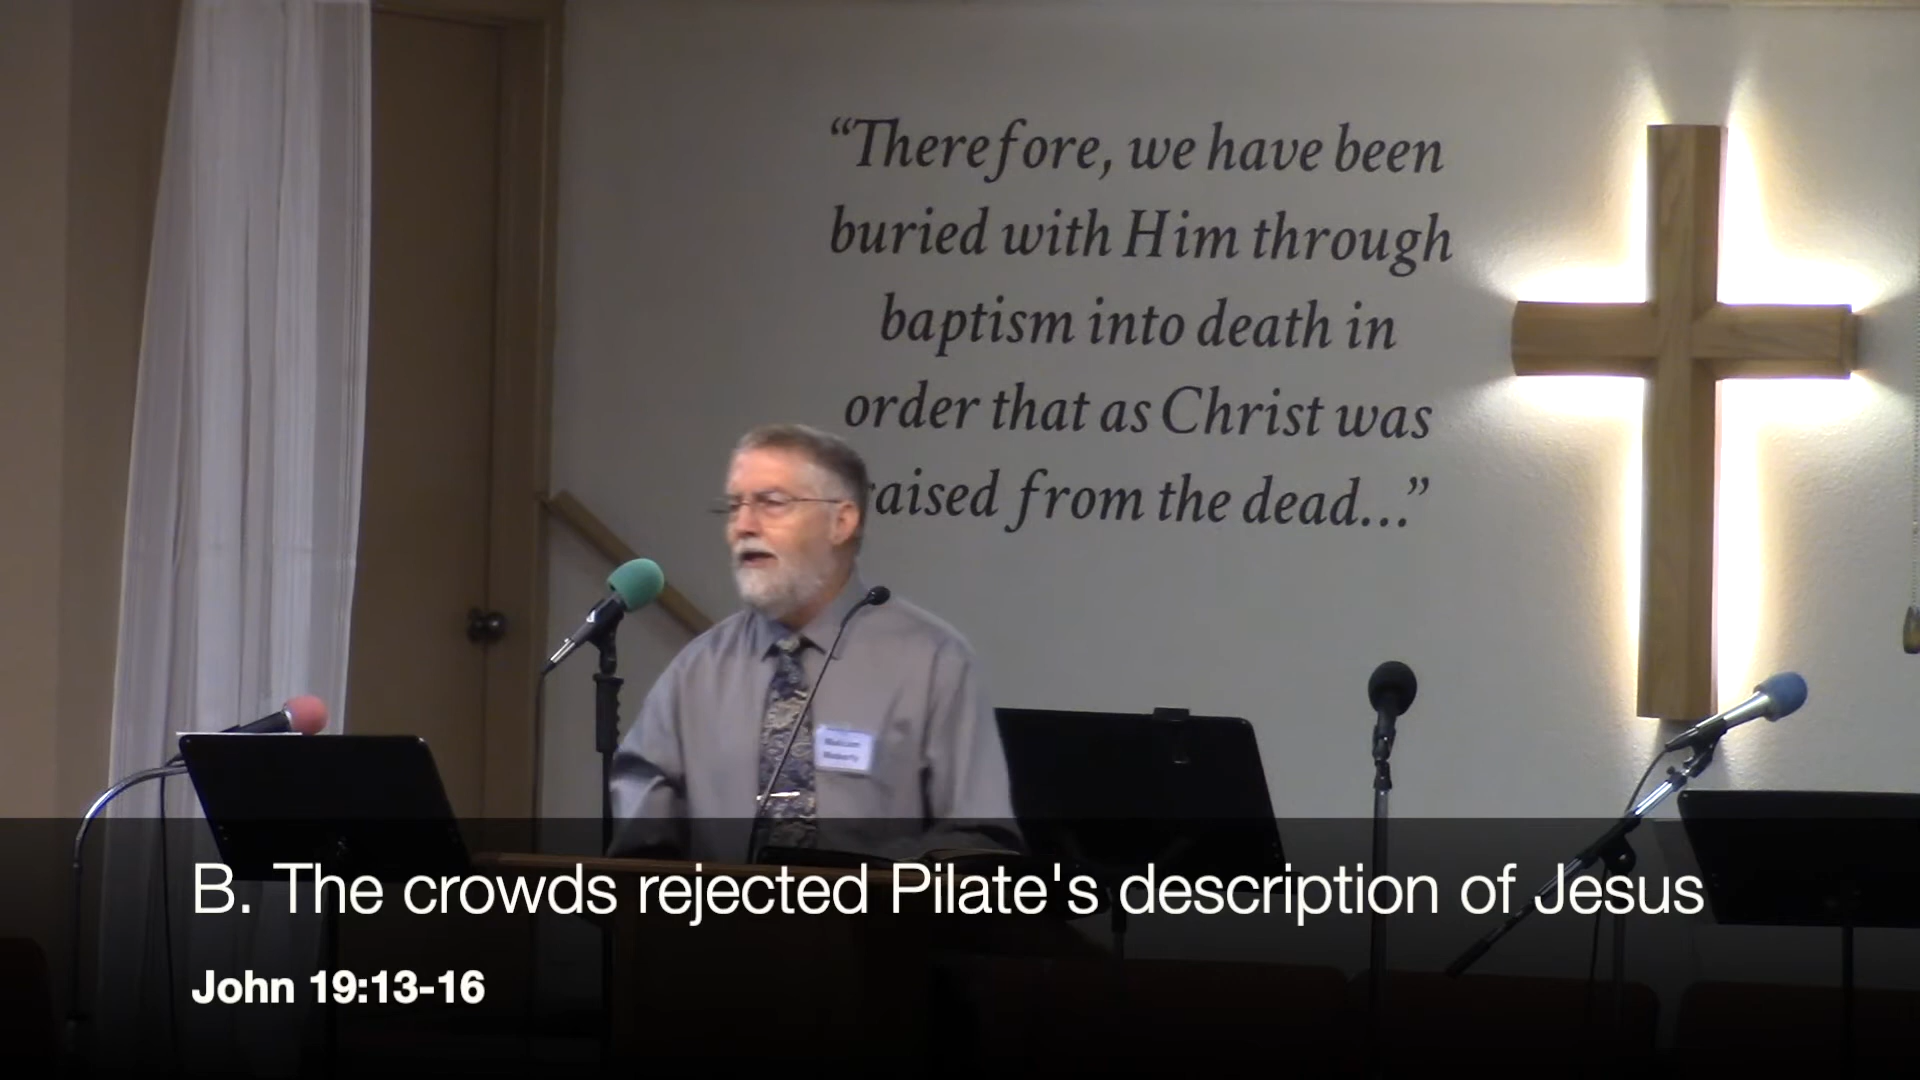 “Therefore, we have been
buried with Him through
baptism into death in
order that as Christ was
raised from the dead...”
B. The crowds rejected Pilate's description of Jesus
John 19:13-16